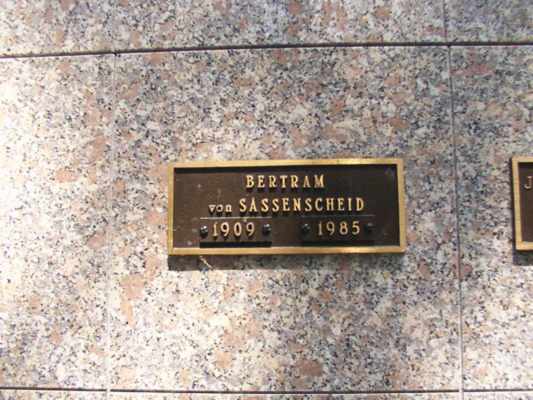 BERTRAM
von SASSENSCHEID
1909 1985
J